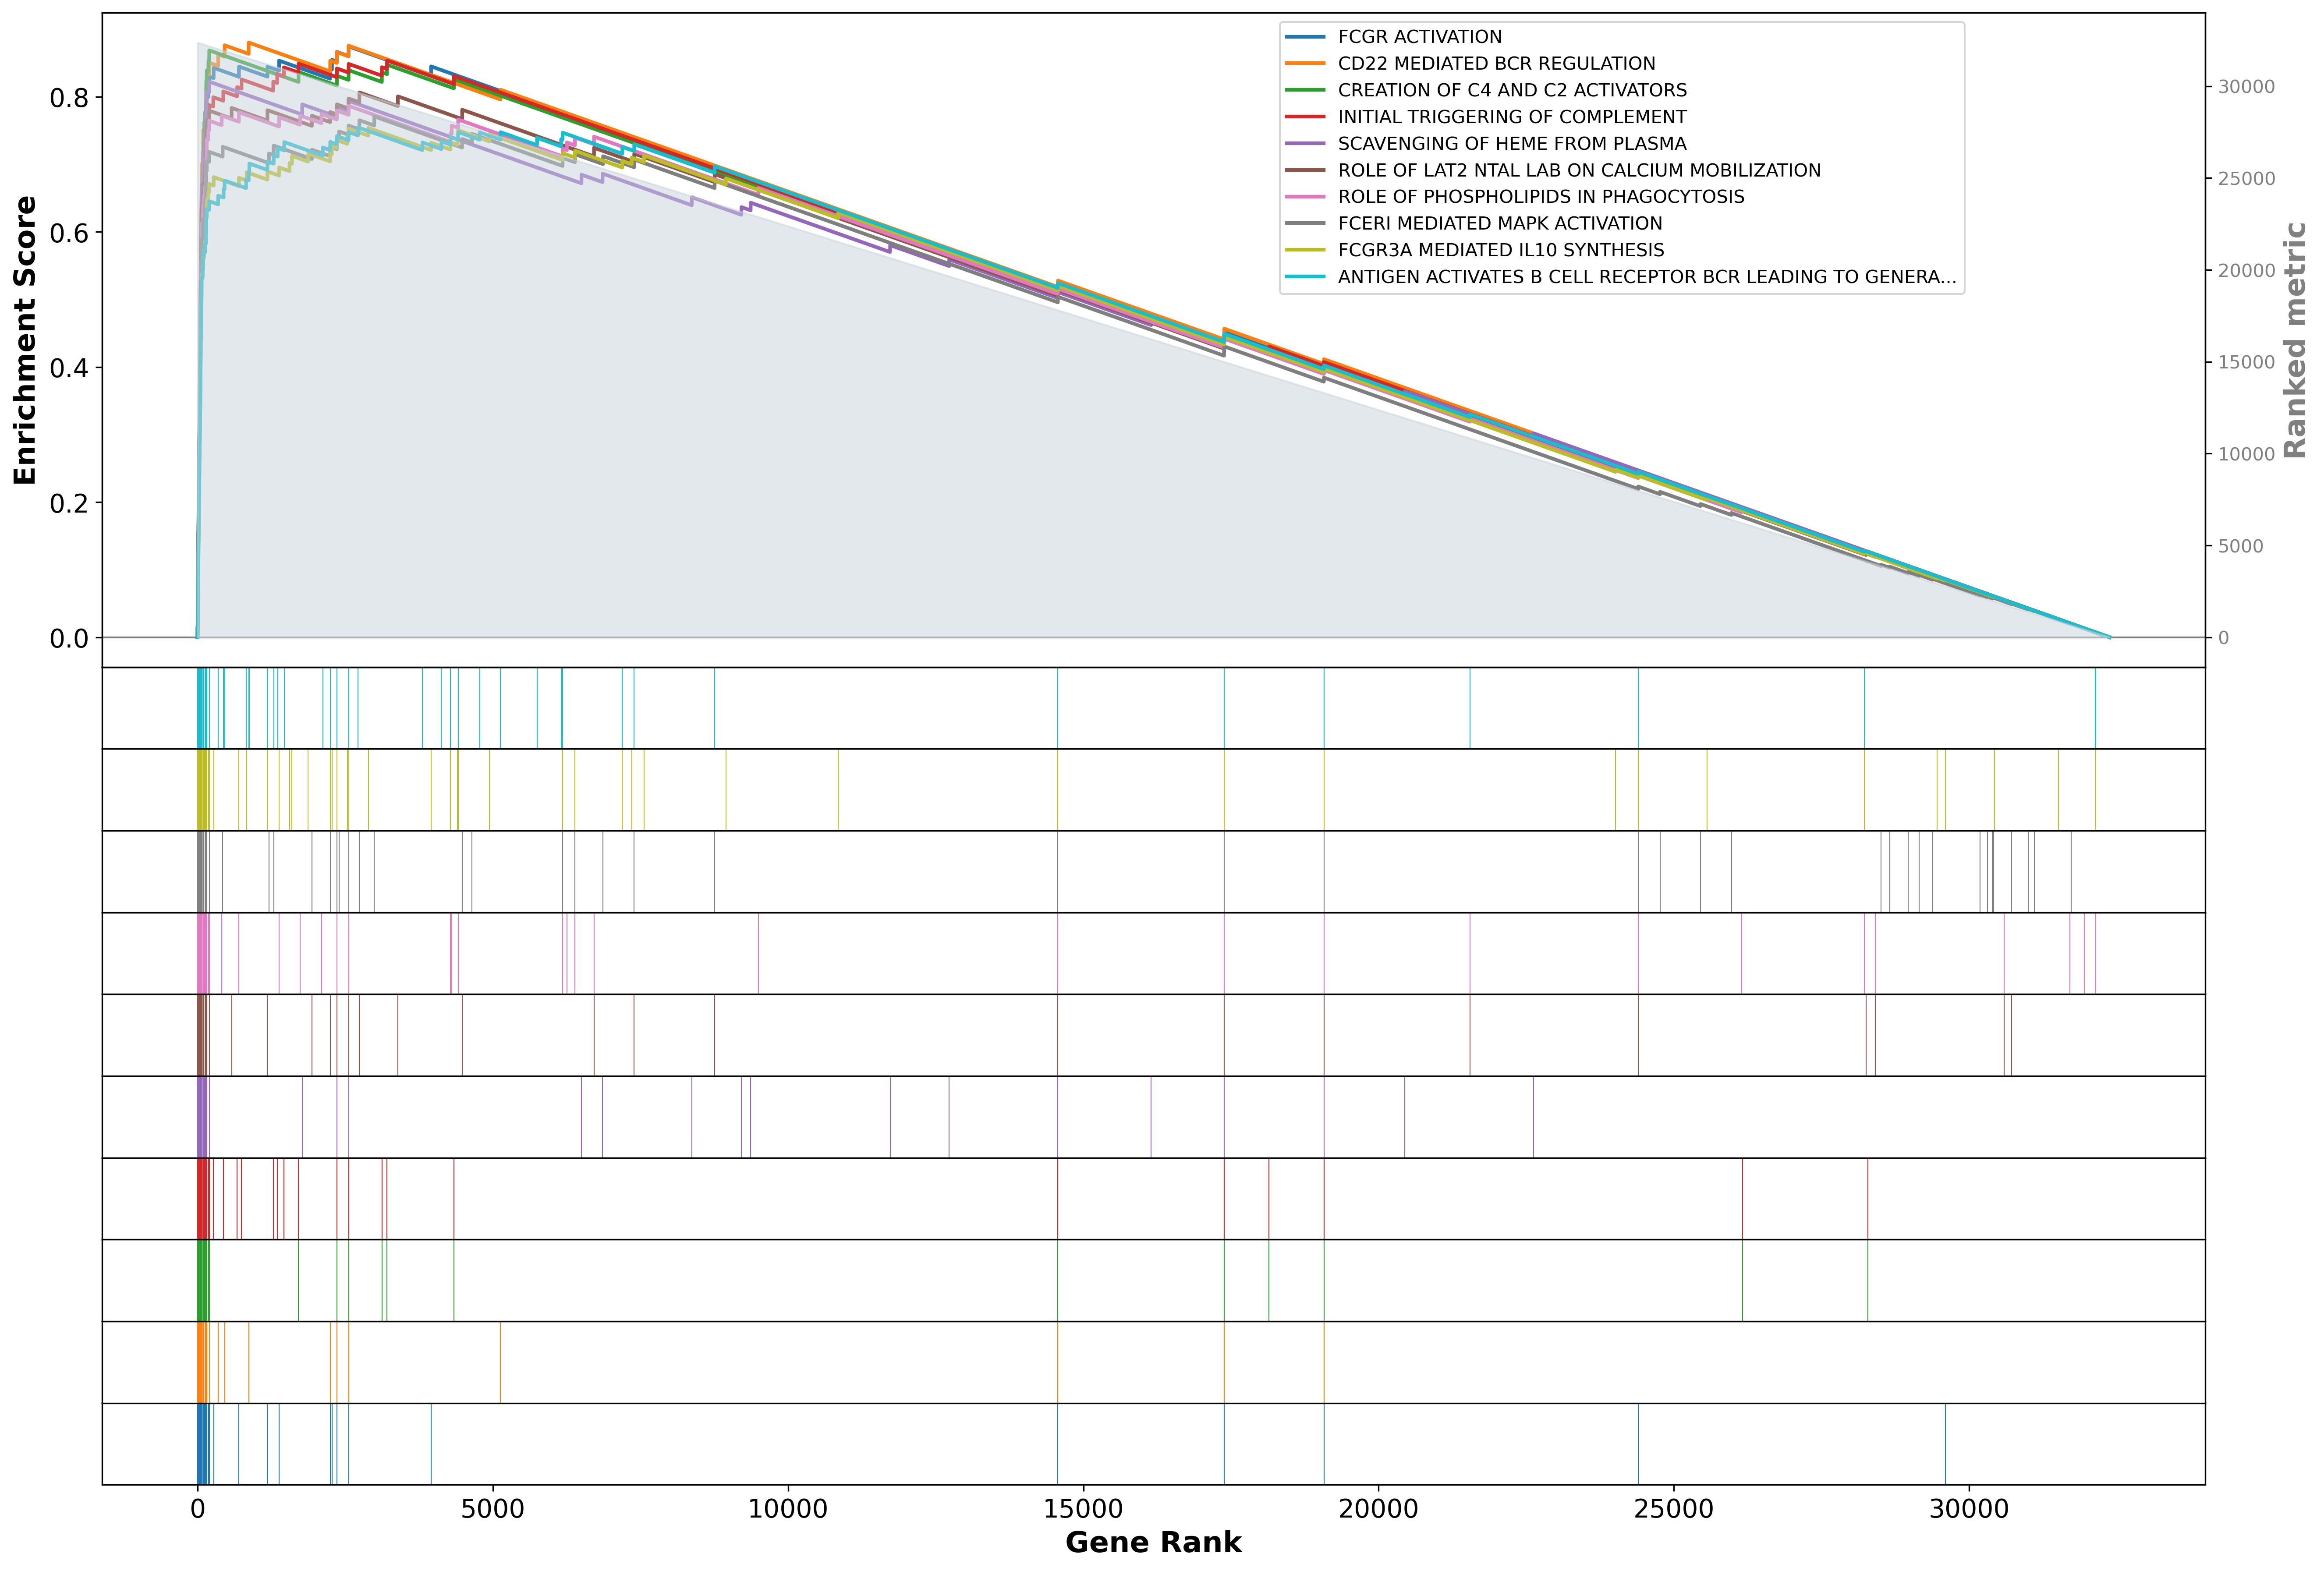 Enrichment Score
0.8
0.6
0.4
0.2
0.0
FCGR ACTIVATION
CD22 MEDIATED BCR REGULATION
CREATION OF C4 AND C2 ACTIVATORS
INITIAL TRIGGERING OF COMPLEMENT
SCAVENGING OF HEME FROM PLASMA
ROLE OF LAT2 NTAL LAB ON CALCIUM MOBILIZATION
ROLE OF PHOSPHOLIPIDS IN PHAGOCYTOSIS
FCERI MEDIATED MAPK ACTIVATION
FCGR3A MEDIATED IL10 SYNTHESIS
ANTIGEN ACTIVATES B CELL RECEPTOR BCR LEADING TO GENERA...
30000
25000
20000
15000
10000
5000
0
Ranked metric
0 5000 10000 15000 20000 25000 30000
Gene Rank